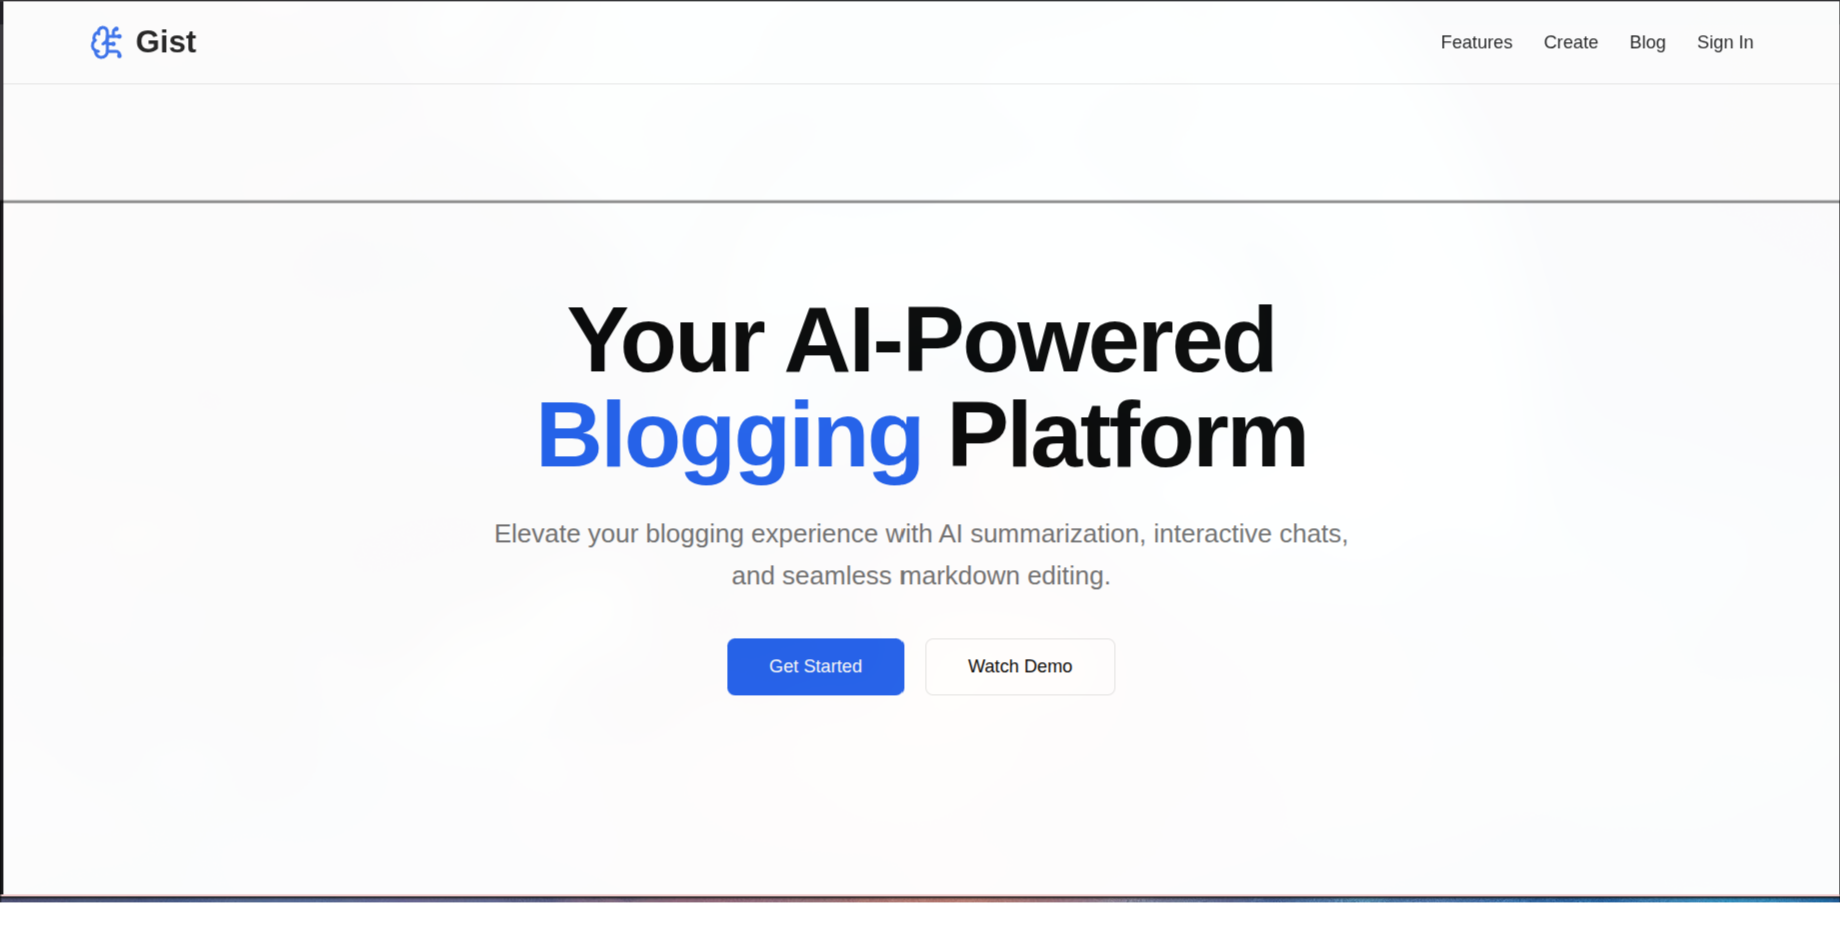 Gist
Features Create Blog Sign In
Your AI-Powered
Blogging Platform
Elevate your blogging experience with AI summarization, interactive chats,
and seamless markdown editing.
Get Started Watch Demo